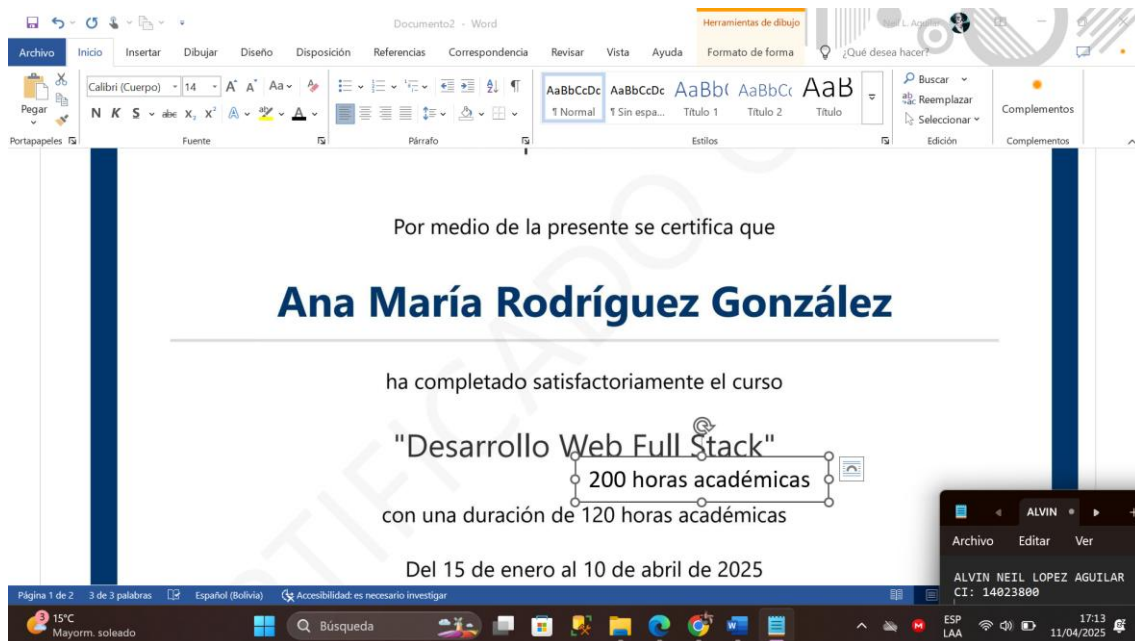 Documento2 - Word
Herramientas de dibujo
Archivo Inicio Insertar Dibujar Diseño Disposición Referencias Correspondencia Revisar Vista Ayuda Formato de forma ¿Qué desea hacer?
Pegar
Calibri (Cuerpo) 14 A A Aa
N K S abc x₂ x² A A
AaBbCcDc AaBbCcDc AaBb( AaBbCc AaB
¶ Normal ¶ Sin espa... Título 1 Título 2 Título
Buscar
Reemplazar
Seleccionar
Complementos
Portapapeles Fuente Párrafo Estilos Edición Complementos
Por medio de la presente se certifica que
Ana María Rodríguez González
ha completado satisfactoriamente el curso
"Desarrollo Web Full Stack"
200 horas académicas
con una duración de 120 horas académicas
Del 15 de enero al 10 de abril de 2025
ALVIN
Archivo Editar Ver
ALVIN NEIL LOPEZ AGUILAR
CI: 14023800
Página 1 de 2 3 de 3 palabras Español (Bolivia) Accesibilidad: es necesario investigar
15°C
Mayorm. soleado
Búsqueda
ESP
LAA
17:13
11/04/2025